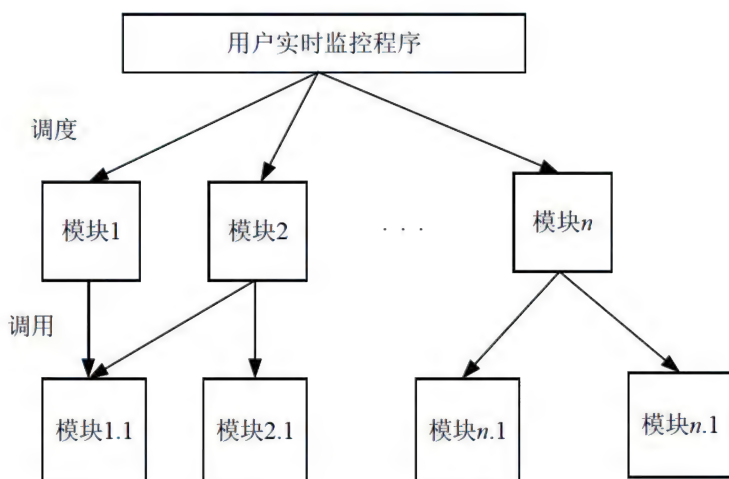 用户实时监控程序
调度
模块1
模块2
. . .
模块n
调用
模块1.1
模块2.1
模块n.1
模块n.1